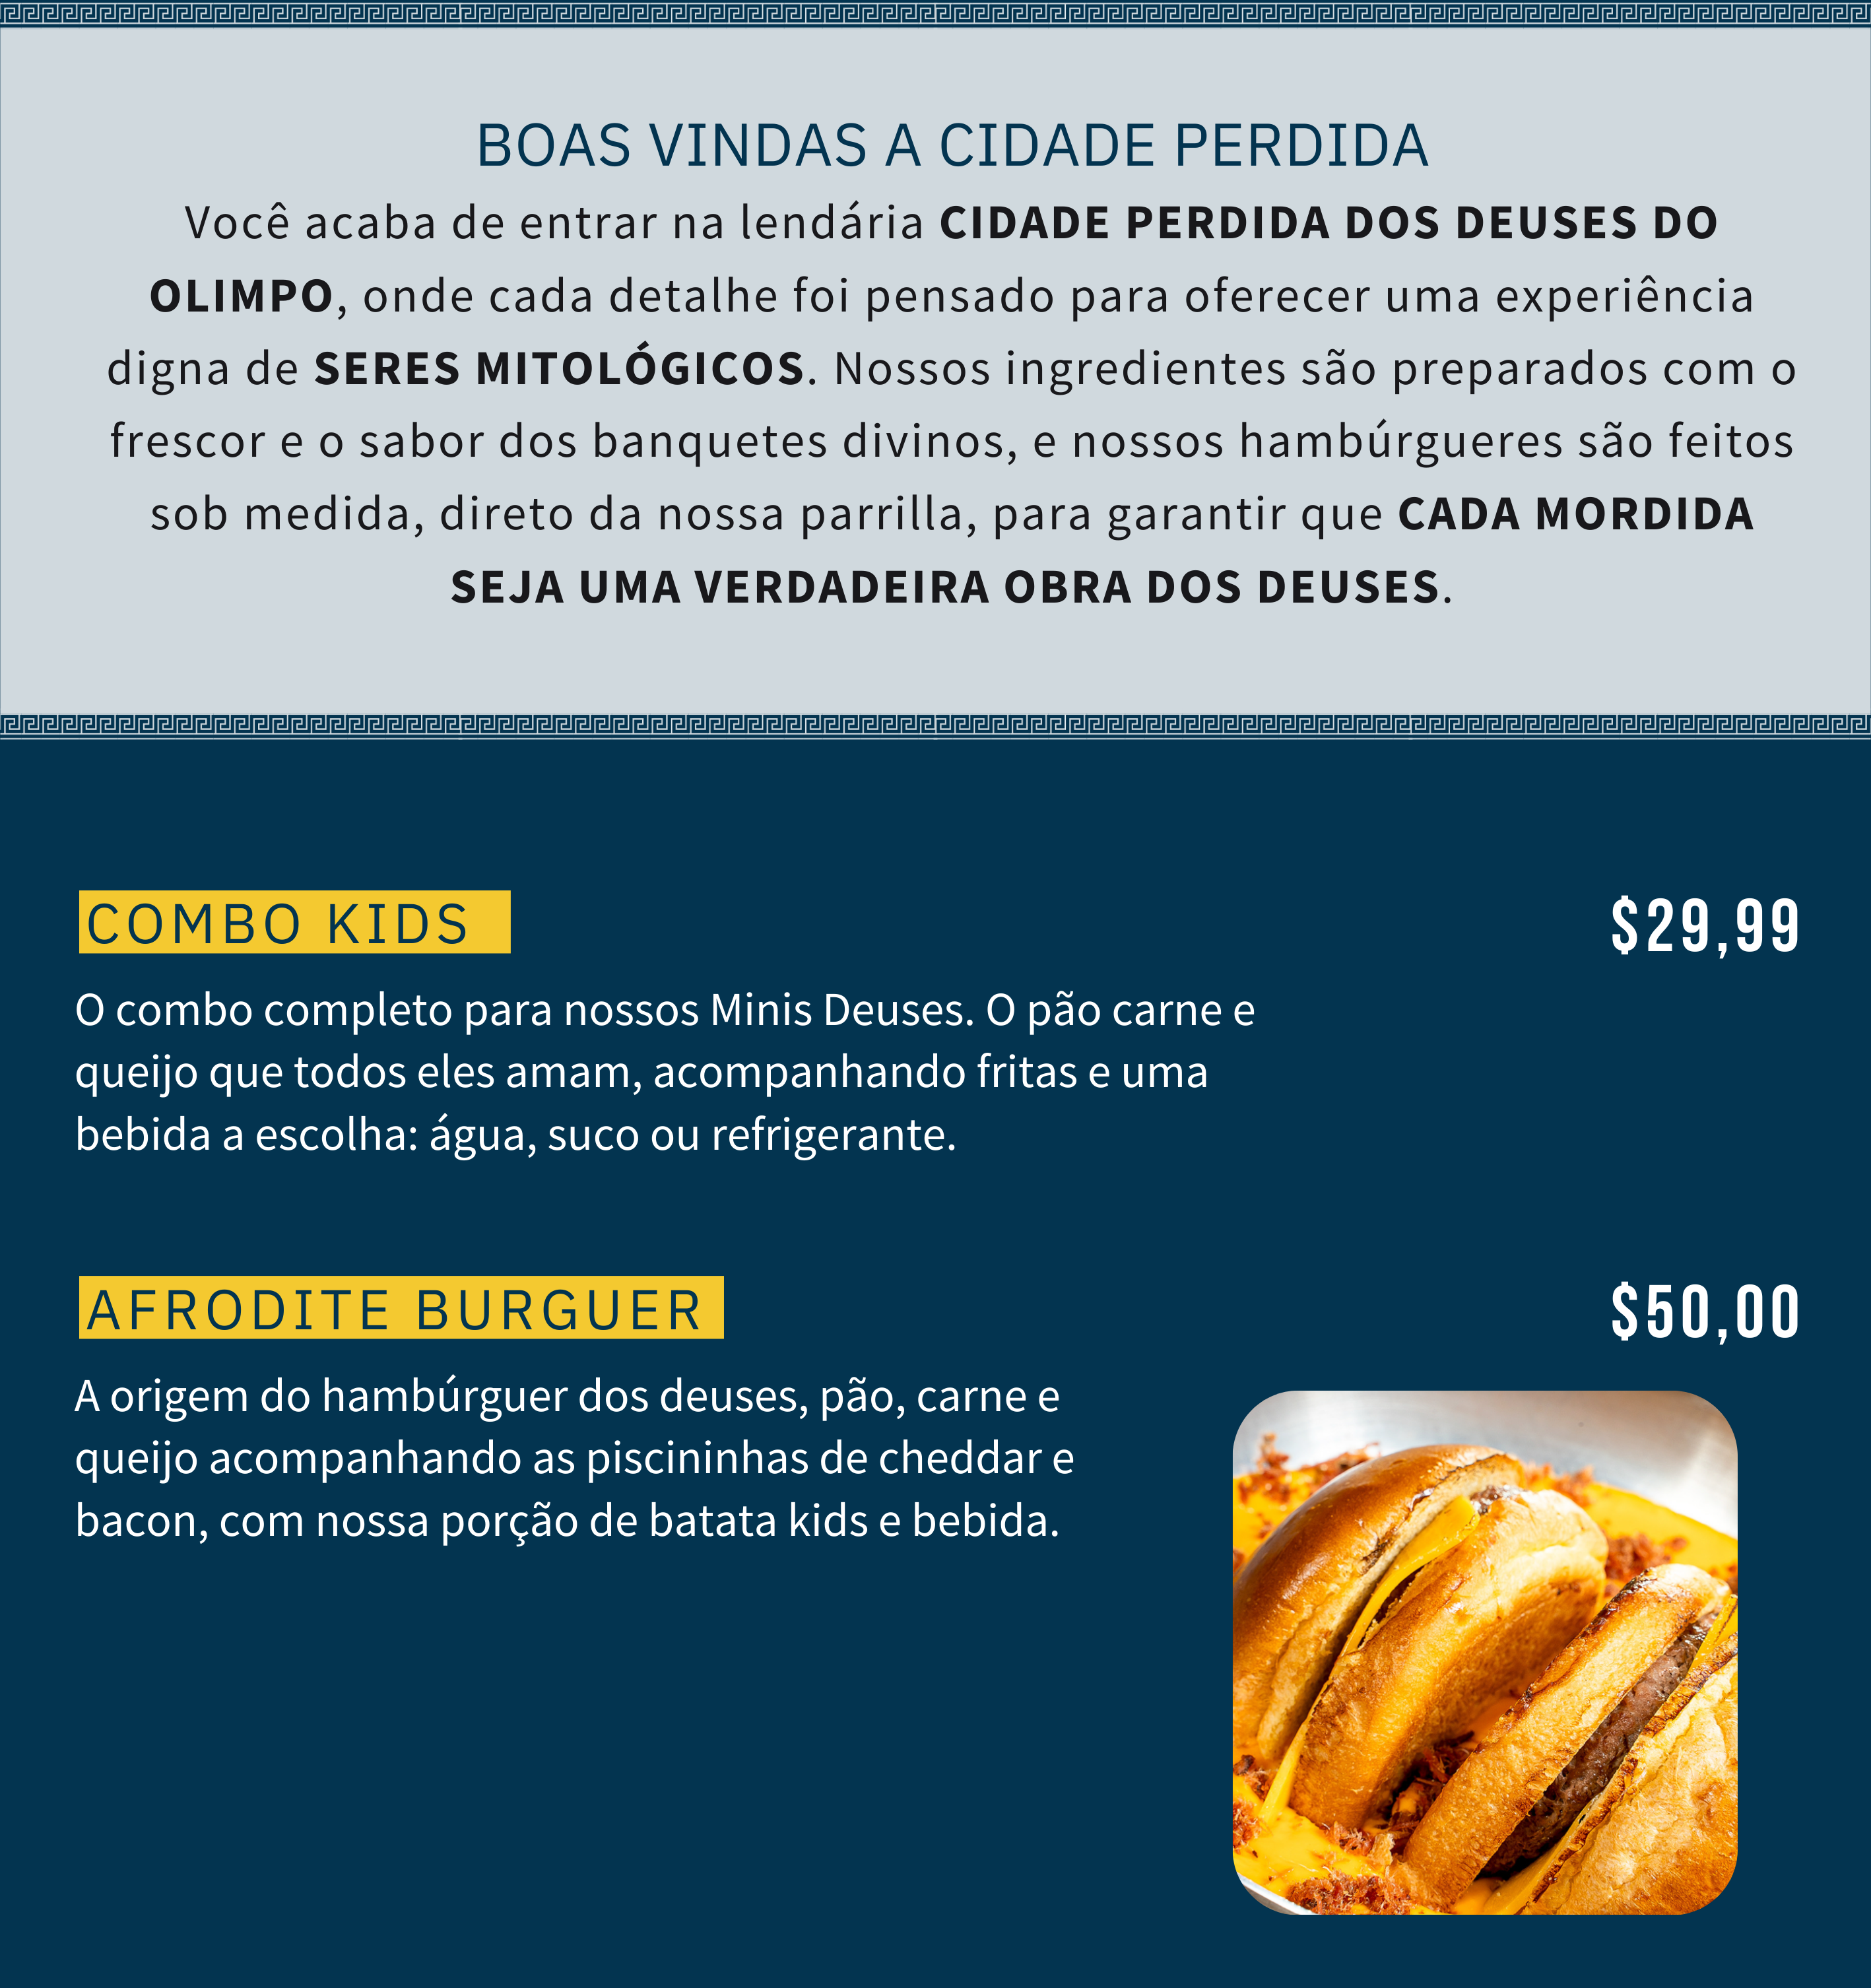 BOAS VINDAS A CIDADE PERDIDA
Você acaba de entrar na lendária CIDADE PERDIDA DOS DEUSES DO
OLIMPO, onde cada detalhe foi pensado para oferecer uma experiência
digna de SERES MITOLÓGICOS. Nossos ingredientes são preparados com o
frescor e o sabor dos banquetes divinos, e nossos hambúrgueres são feitos
sob medida, direto da nossa parrilla, para garantir que CADA MORDIDA
SEJA UMA VERDADEIRA OBRA DOS DEUSES.
COMBO KIDS
$29,99
O combo completo para nossos Minis Deuses. O pão carne e
queijo que todos eles amam, acompanhando fritas e uma
bebida a escolha: água, suco ou refrigerante.
AFRODITE BURGUER
$50,00
A origem do hambúrguer dos deuses, pão, carne e
queijo acompanhando as piscininhas de cheddar e
bacon, com nossa porção de batata kids e bebida.